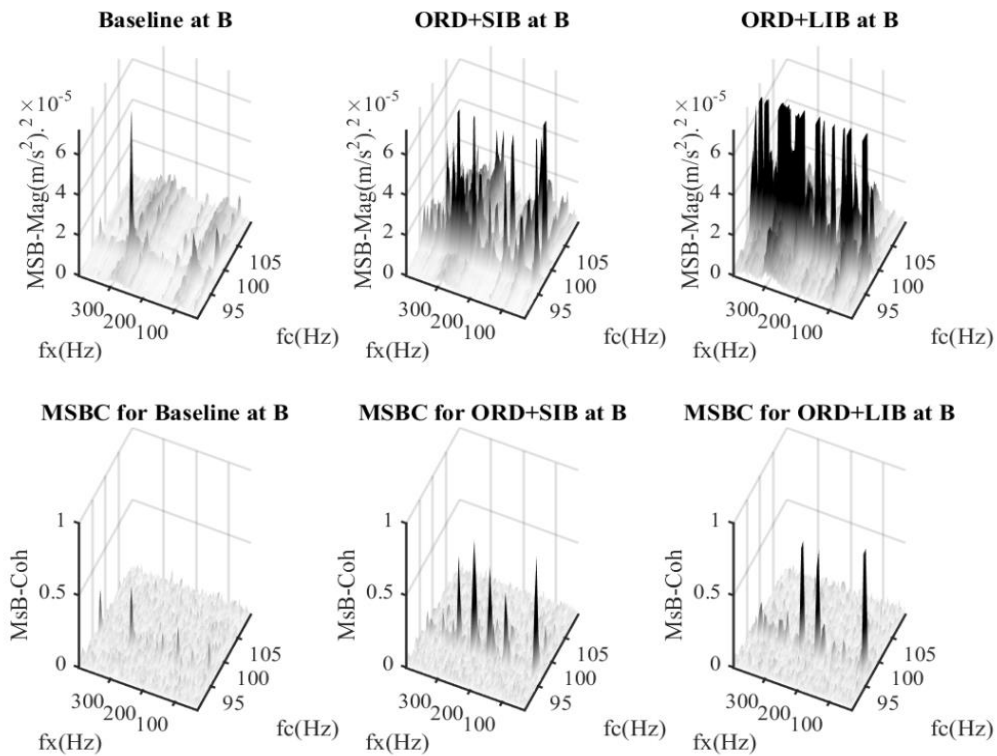 Baseline at B
MSB-Mag(m/s²).²
×10⁻⁵
6
4
2
0
300
200
100
fx(Hz)
95
100
105
fc(Hz)
ORD+SIB at B
MSB-Mag(m/s²).²
×10⁻⁵
6
4
2
0
300
200
100
fx(Hz)
95
100
105
fc(Hz)
ORD+LIB at B
MSB-Mag(m/s²).²
×10⁻⁵
6
4
2
0
300
200
100
fx(Hz)
95
100
105
fc(Hz)
MSBC for Baseline at B
MsB-Coh
1
0.5
0
300
200
100
fx(Hz)
95
100
105
fc(Hz)
MSBC for ORD+SIB at B
MsB-Coh
1
0.5
0
300
200
100
fx(Hz)
95
100
105
fc(Hz)
MSBC for ORD+LIB at B
MsB-Coh
1
0.5
0
300
200
100
fx(Hz)
95
100
105
fc(Hz)